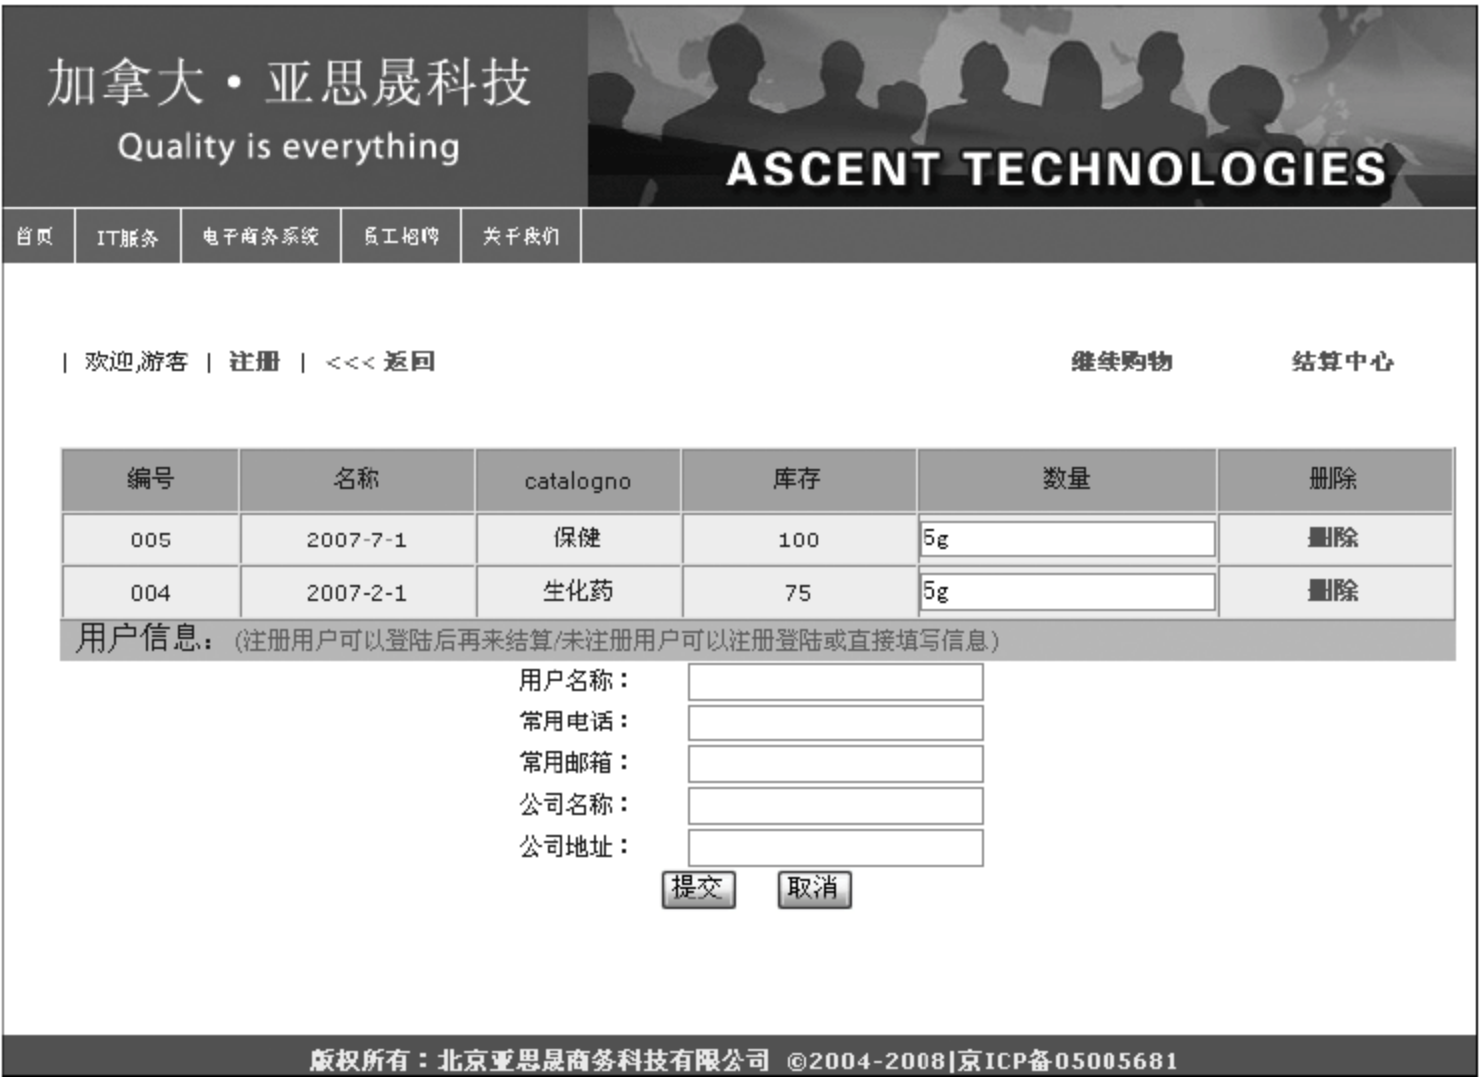 加拿大·亚思晟科技
Quality is everything
ASCENT TECHNOLOGIES
首页 IT服务 电子商务系统 员工招聘 关于我们
| 欢迎,游客 | 注册 | <<< 返回 继续购物 结算中心
编号 名称 catalogno 库存 数量 删除
005 2007-7-1 保健 100 5g 删除
004 2007-2-1 生化药 75 5g 删除
用户信息：(注册用户可以登陆后再来结算/未注册用户可以注册登陆或直接填写信息)
用户名称：
常用电话：
常用邮箱：
公司名称：
公司地址：
提交 取消
版权所有：北京亚思晟商务科技有限公司 ©2004-2008|京ICP备05005681